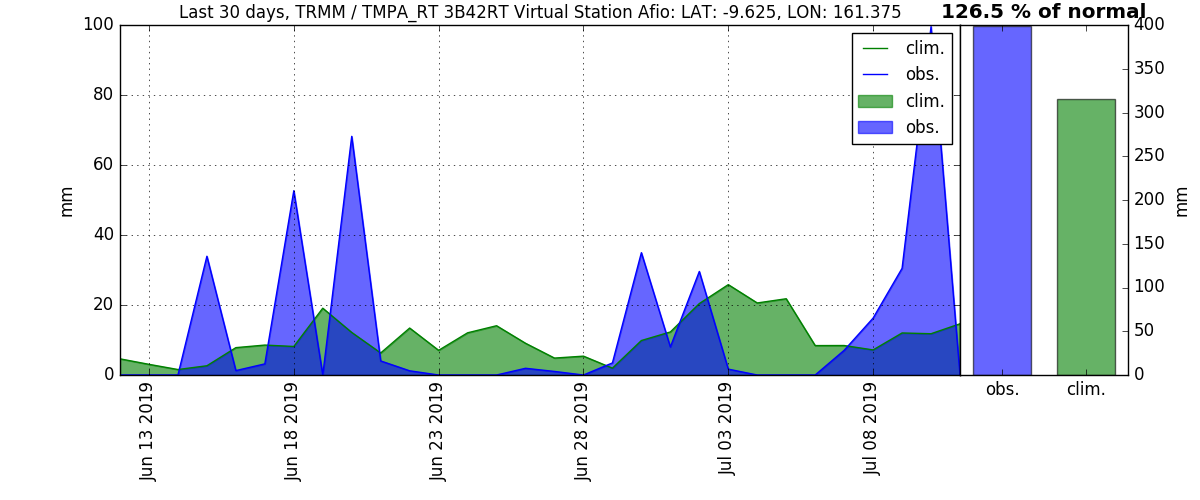 Last 30 days, TRMM / TMPA_RT 3B42RT Virtual Station Afio: LAT: -9.625, LON: 161.375
126.5 % of normal
100
80
60
40
20
0
mm
clim.
obs.
clim.
obs.
400
350
300
250
200
150
100
50
0
mm
Jun 13 2019
Jun 18 2019
Jun 23 2019
Jun 28 2019
Jul 03 2019
Jul 08 2019
obs.
clim.